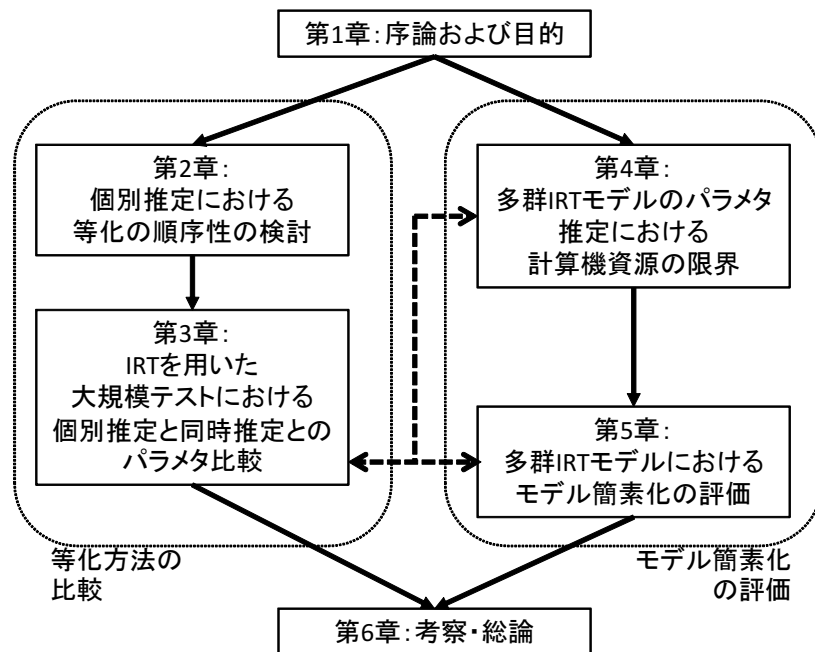 第1章：序論および目的
第2章：
個別推定における
等化の順序性の検討
第3章：
IRTを用いた
大規模テストにおける
個別推定と同時推定との
パラメタ比較
等化方法の
比較
第4章：
多群IRTモデルのパラメタ
推定における
計算機資源の限界
第5章：
多群IRTモデルにおける
モデル簡素化の評価
モデル簡素化
の評価
第6章：考察・総論